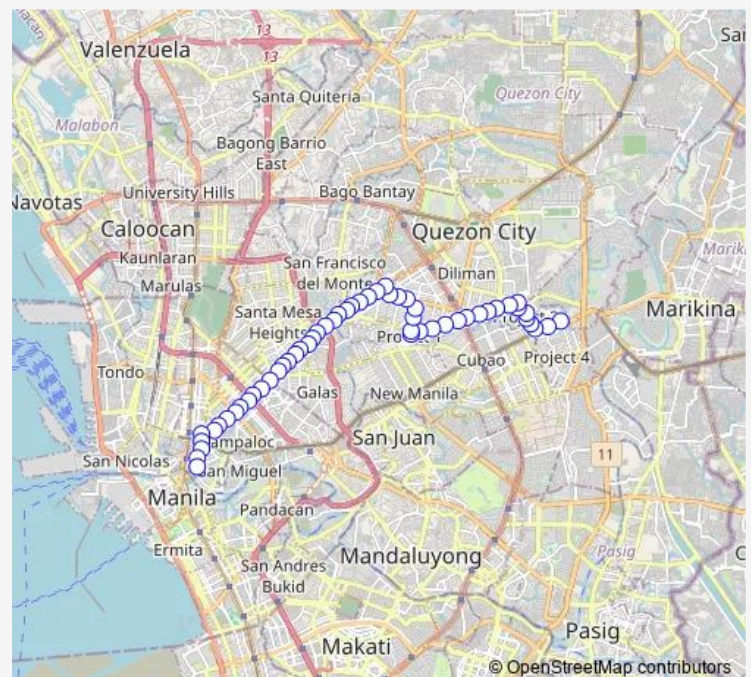 Valenzuela
13
13
Santa Quiteria
Quezon City
Malabon
Bagong Barrio
East
University Hills
Bago Bantay
Navotas
Caloocan
Quezon City
Kaunlaran
San Francisco
del Monte
Diliman
Marulas
Santa Mesa
Heights
Marikina
Tondo
Cubao
Project 4
Galas
New Manila
San Juan
San Nicolas
San Miguel
11
Manila
Pandacan
Ermita
San Andres
Bukid
Mandaluyong
Pasig
Pasig
Makati
© OpenStreetMap contributors